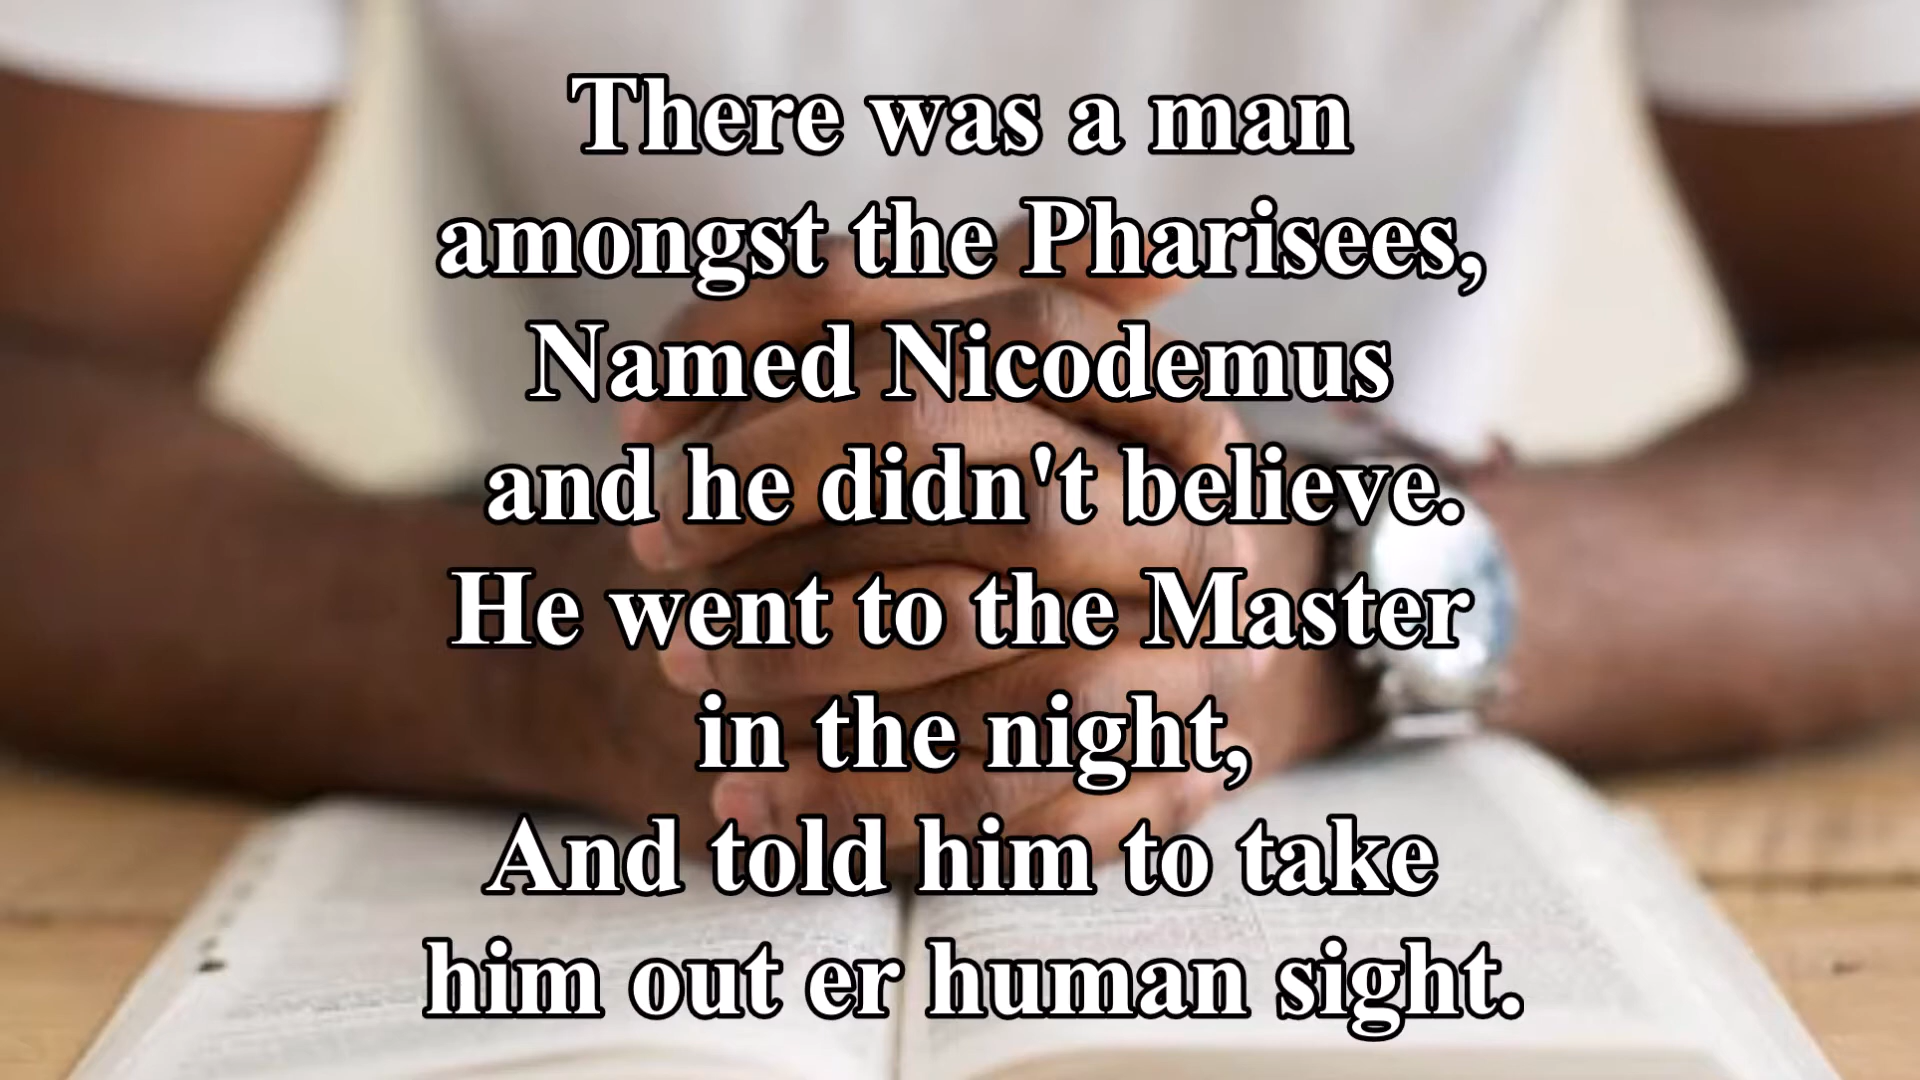 There was a man
amongst the Pharisees,
Named Nicodemus
and he didn't believe.
He went to the Master
in the night,
And told him to take
him out er human sight.